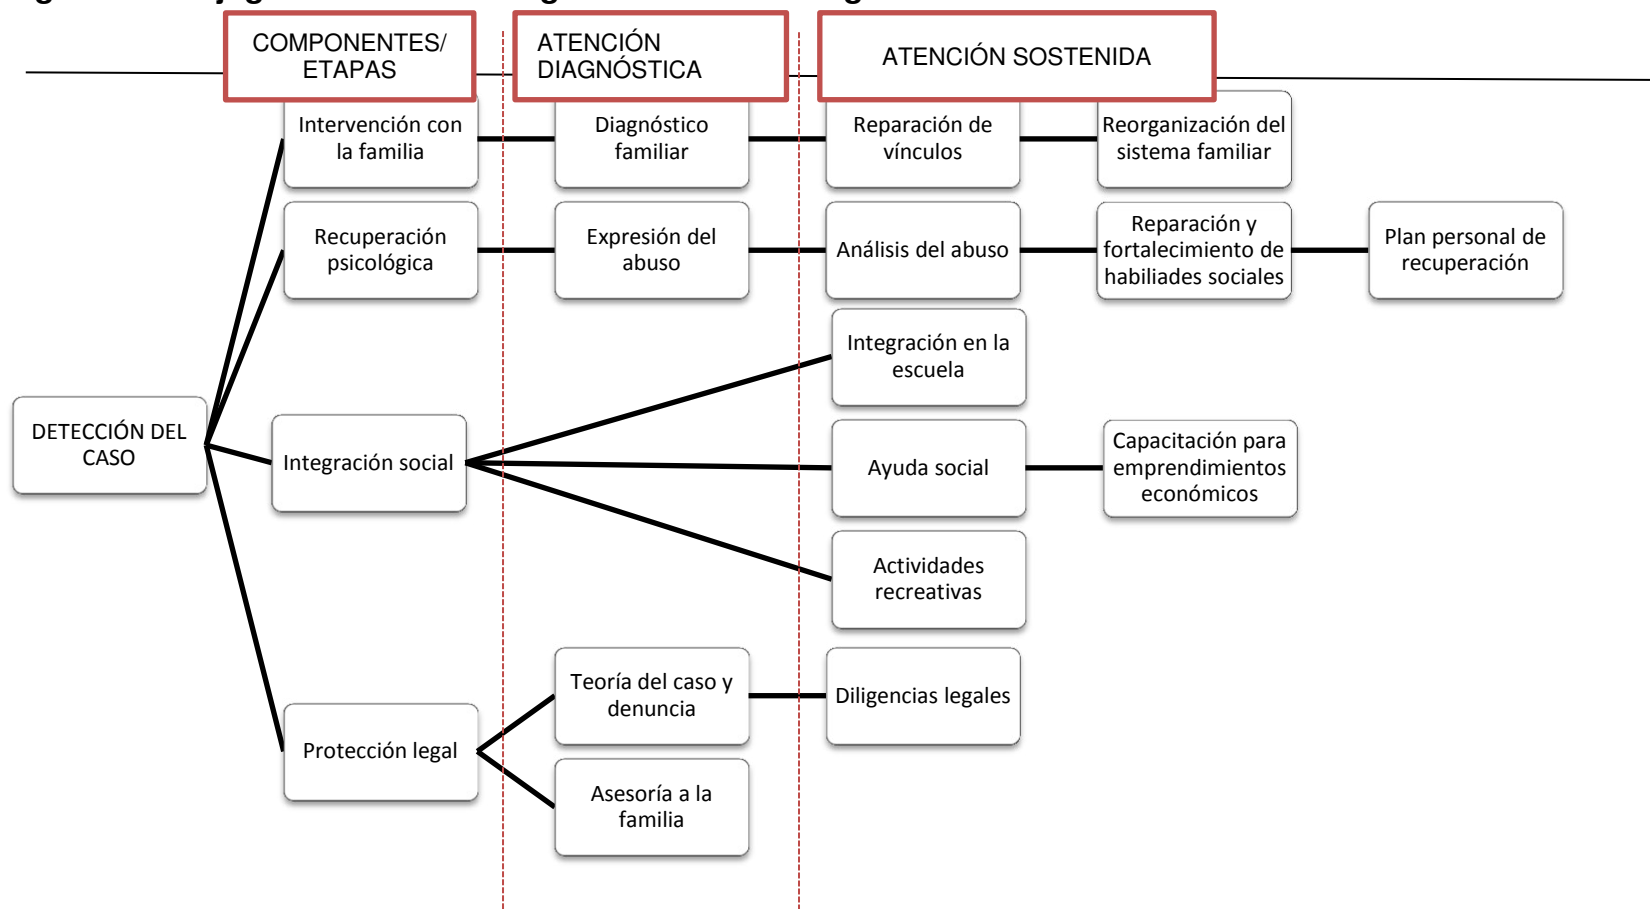 COMPONENTES/
ETAPAS
ATENCIÓN
DIAGNÓSTICA
ATENCIÓN SOSTENIDA
Intervención con
la familia
Diagnóstico
familiar
Reparación de
vínculos
Reorganización del
sistema familiar
Recuperación
psicológica
Expresión del
abuso
Análisis del abuso
Reparación y
fortalecimiento de
habiliades sociales
Plan personal de
recuperación
DETECCIÓN DEL
CASO
Integración social
Integración en la
escuela
Ayuda social
Capacitación para
emprendimientos
económicos
Actividades
recreativas
Protección legal
Teoría del caso y
denuncia
Diligencias legales
Asesoría a la
familia